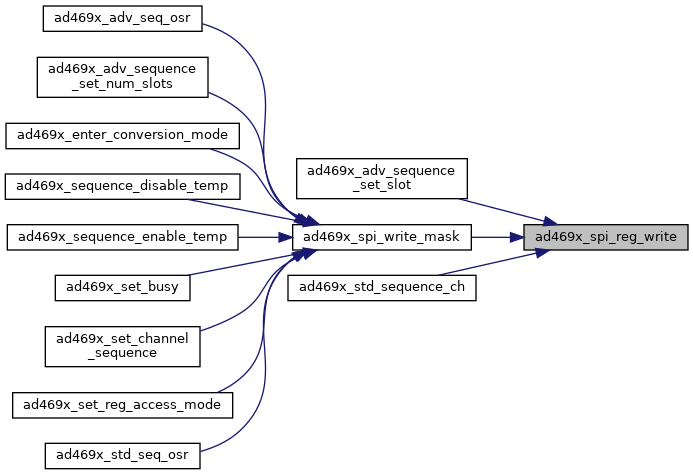 ad469x_adv_seq_osr
ad469x_adv_sequence
_set_num_slots
ad469x_enter_conversion_mode
ad469x_sequence_disable_temp
ad469x_sequence_enable_temp
ad469x_set_busy
ad469x_set_channel
_sequence
ad469x_set_reg_access_mode
ad469x_std_seq_osr
ad469x_adv_sequence
_set_slot
ad469x_spi_write_mask
ad469x_std_sequence_ch
ad469x_spi_reg_write